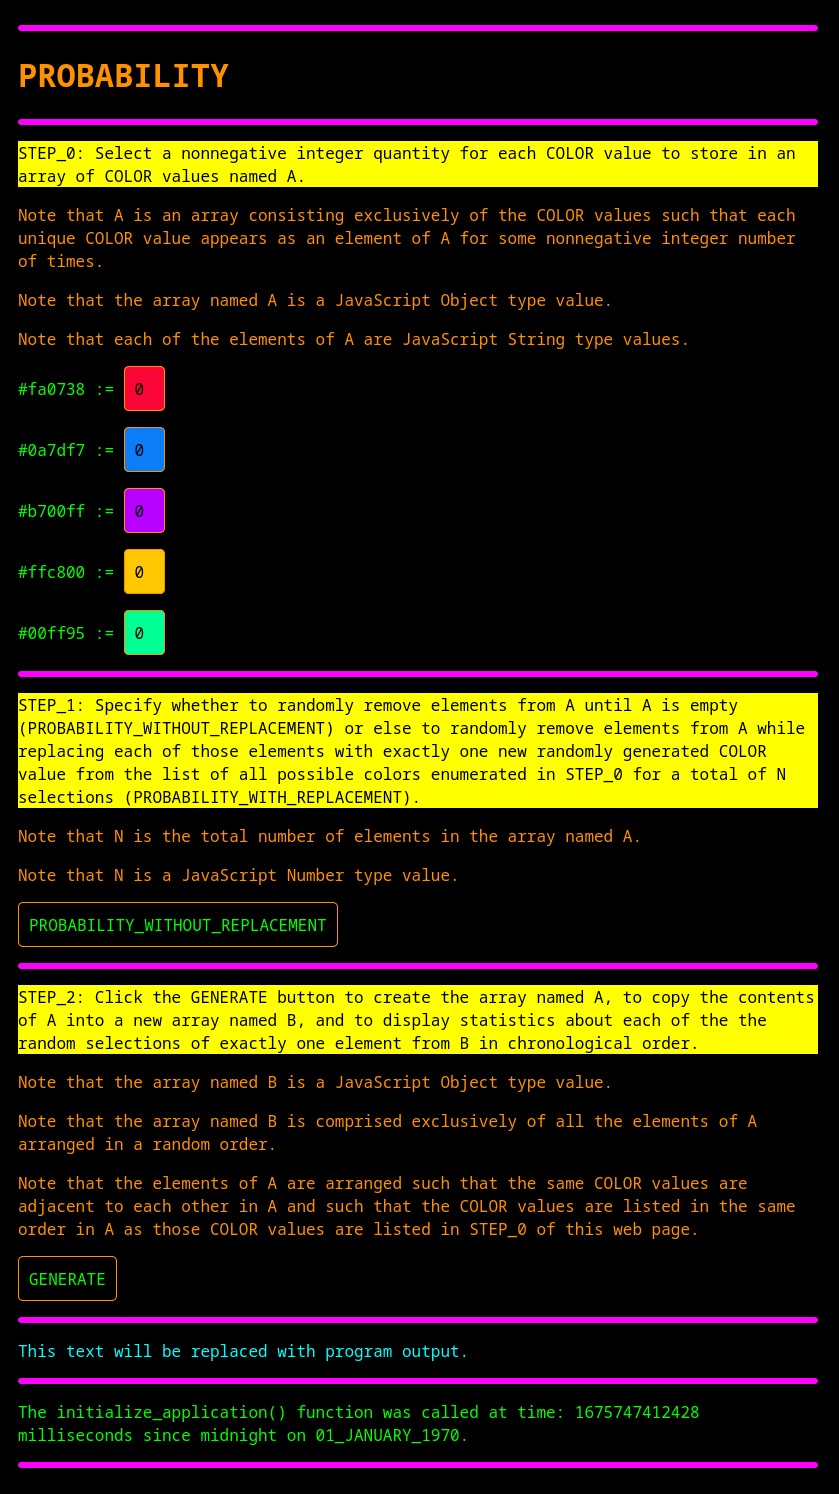 PROBABILITY
STEP_0: Select a nonnegative integer quantity for each COLOR value to store in an
array of COLOR values named A.
Note that A is an array consisting exclusively of the COLOR values such that each
unique COLOR value appears as an element of A for some nonnegative integer number
of times.
Note that the array named A is a JavaScript Object type value.
Note that each of the elements of A are JavaScript String type values.
#fa0738 := 0
#0a7df7 := 0
#b700ff := 0
#ffc800 := 0
#00ff95 := 0
STEP_1: Specify whether to randomly remove elements from A until A is empty
(PROBABILITY_WITHOUT_REPLACEMENT) or else to randomly remove elements from A while
replacing each of those elements with exactly one new randomly generated COLOR
value from the list of all possible colors enumerated in STEP_0 for a total of N
selections (PROBABILITY_WITH_REPLACEMENT).
Note that N is the total number of elements in the array named A.
Note that N is a JavaScript Number type value.
PROBABILITY_WITHOUT_REPLACEMENT
STEP_2: Click the GENERATE button to create the array named A, to copy the contents
of A into a new array named B, and to display statistics about each of the the
random selections of exactly one element from B in chronological order.
Note that the array named B is a JavaScript Object type value.
Note that the array named B is comprised exclusively of all the elements of A
arranged in a random order.
Note that the elements of A are arranged such that the same COLOR values are
adjacent to each other in A and such that the COLOR values are listed in the same
order in A as those COLOR values are listed in STEP_0 of this web page.
GENERATE
This text will be replaced with program output.
The initialize_application() function was called at time: 1675747412428
milliseconds since midnight on 01_JANUARY_1970.